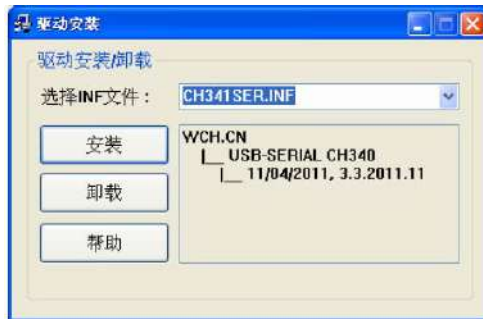 驱动安装
驱动安装/卸载
选择INF文件： CH341SER.INF
安装
卸载
帮助
WCH.CN
|__ USB-SERIAL CH340
|__ 11/04/2011, 3.3.2011.11